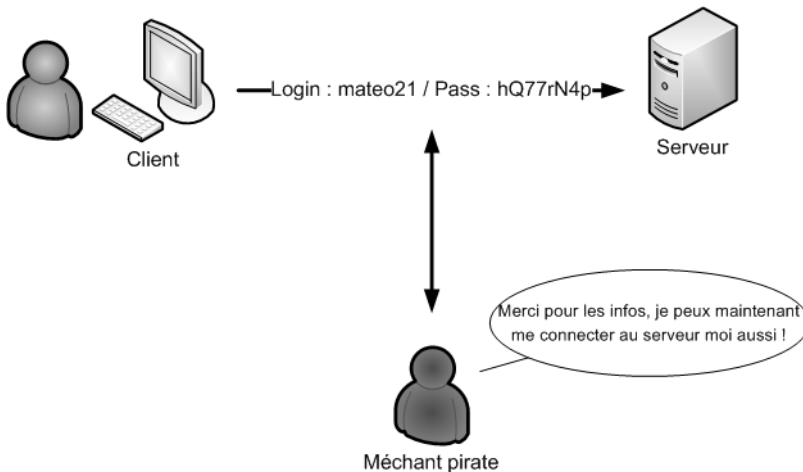 Login : mateo21 / Pass : hQ77rN4p
Client
Serveur
Merci pour les infos, je peux maintenant
me connecter au serveur moi aussi !
Méchant pirate